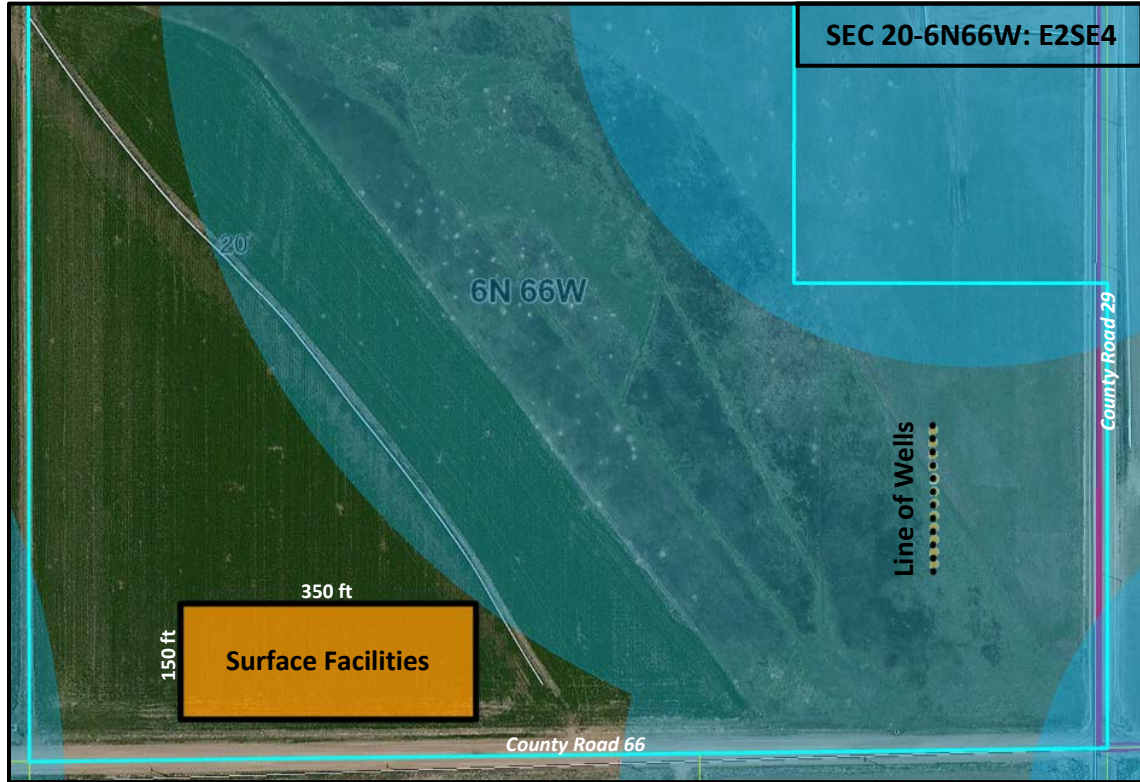 SEC 20-6N66W: E2SE4
20
6N 66W
County Road 29
Line of Wells
350 ft
150 ft
Surface Facilities
County Road 66